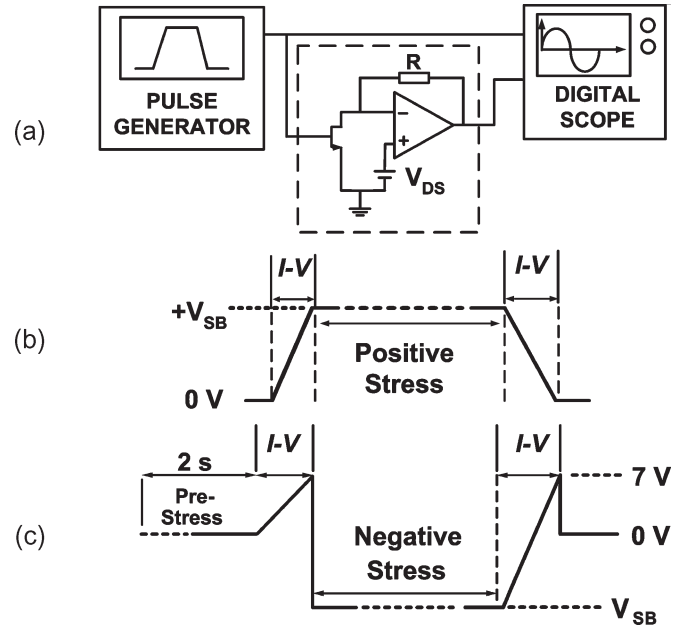 PULSE
GENERATOR
R
−
+
V_DS
DIGITAL
SCOPE
(a)
I-V
I-V
+V_SB
Positive
Stress
0 V
(b)
I-V
I-V
2 s
7 V
Pre-
Stress
Negative
Stress
0 V
(c)
V_SB